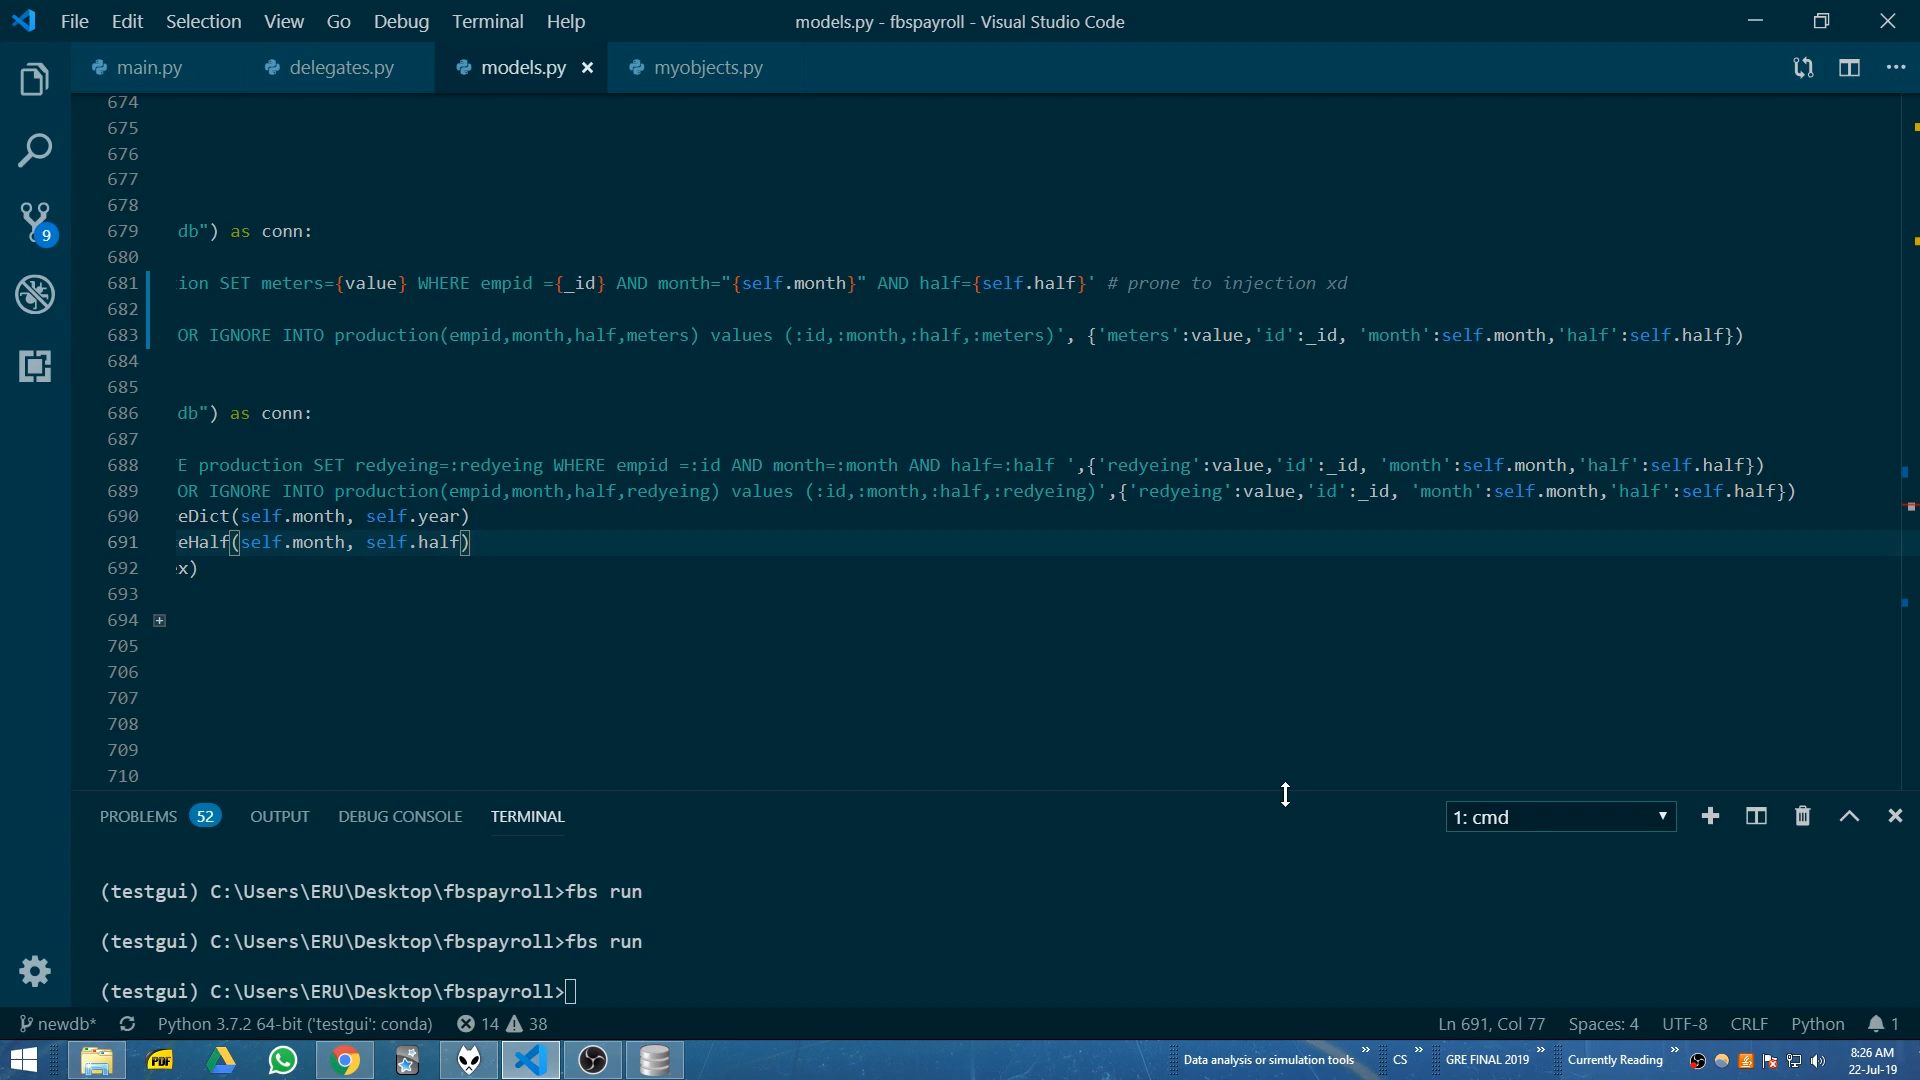 File Edit Selection View Go Debug Terminal Help models.py - fbspayroll - Visual Studio Code
main.py delegates.py models.py myobjects.py
674
675
676
677
678
679 db") as conn:
680
681 ion SET meters={value} WHERE empid ={_id} AND month="{self.month}" AND half={self.half}' # prone to injection xd
682
683 OR IGNORE INTO production(empid,month,half,meters) values (:id,:month,:half,:meters)', {'meters':value,'id':_id, 'month':self.month,'half':self.half})
684
685
686 db") as conn:
687
688 E production SET redyeing=:redyeing WHERE empid =:id AND month=:month AND half=:half ',{'redyeing':value,'id':_id, 'month':self.month,'half':self.half})
689 OR IGNORE INTO production(empid,month,half,redyeing) values (:id,:month,:half,:redyeing)',{'redyeing':value,'id':_id, 'month':self.month,'half':self.half})
690 eDict(self.month, self.year)
691 eHalf(self.month, self.half)
692 x)
693
694
705
706
707
708
709
710
9
PROBLEMS 52 OUTPUT DEBUG CONSOLE TERMINAL 1: cmd
(testgui) C:\Users\ERU\Desktop\fbspayroll>fbs run
(testgui) C:\Users\ERU\Desktop\fbspayroll>fbs run
(testgui) C:\Users\ERU\Desktop\fbspayroll>
newdb* Python 3.7.2 64-bit ('testgui': conda) 14 38 Ln 691, Col 77 Spaces: 4 UTF-8 CRLF Python 1
PDF Data analysis or simulation tools » CS » GRE FINAL 2019 » Currently Reading » 8:26 AM
22-Jul-19